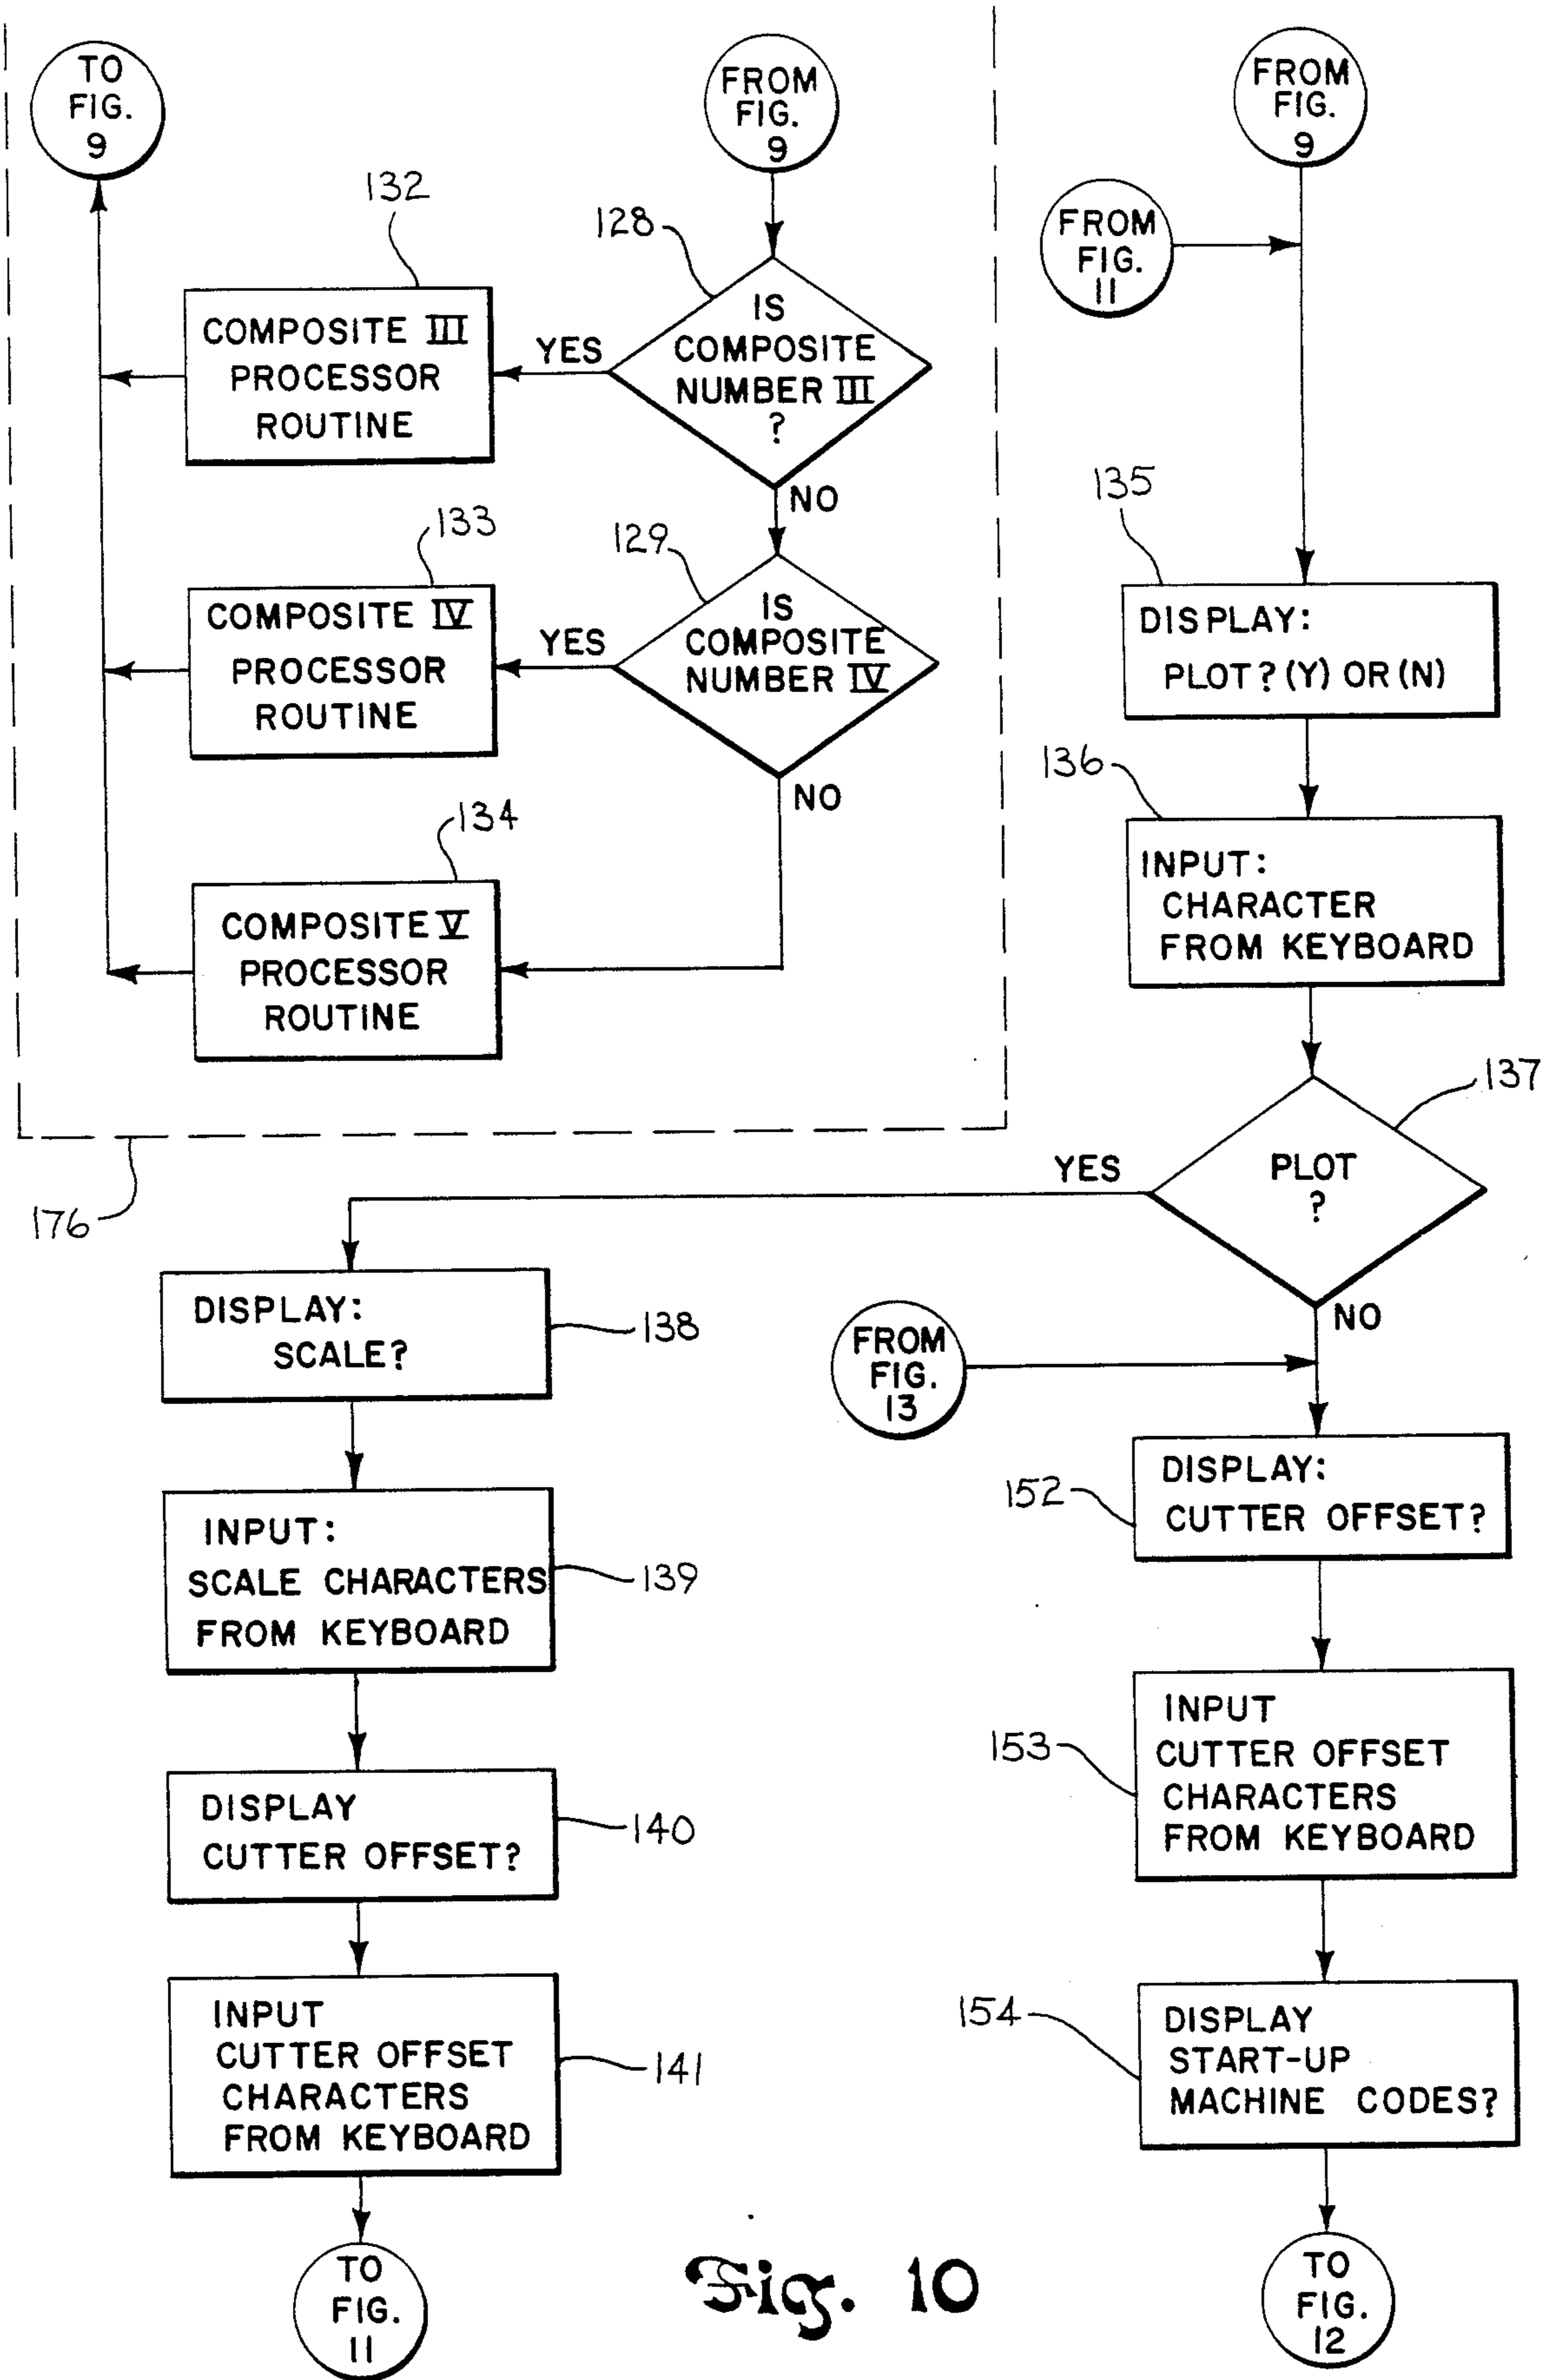 TO
FIG.
9
FROM
FIG.
9
132
128
IS
COMPOSITE
NUMBER III
?
YES
COMPOSITE III
PROCESSOR
ROUTINE
NO
133
129
IS
COMPOSITE
NUMBER IV
YES
COMPOSITE IV
PROCESSOR
ROUTINE
NO
134
COMPOSITE V
PROCESSOR
ROUTINE
176
FROM
FIG.
9
FROM
FIG.
11
135
DISPLAY:
PLOT? (Y) OR (N)
136
INPUT:
CHARACTER
FROM KEYBOARD
137
PLOT
?
YES
NO
DISPLAY:
SCALE?
138
INPUT:
SCALE CHARACTERS
FROM KEYBOARD
139
DISPLAY
CUTTER OFFSET?
140
INPUT
CUTTER OFFSET
CHARACTERS
FROM KEYBOARD
141
TO
FIG.
11
FROM
FIG.
13
152
DISPLAY:
CUTTER OFFSET?
153
INPUT
CUTTER OFFSET
CHARACTERS
FROM KEYBOARD
154
DISPLAY
START-UP
MACHINE CODES?
TO
FIG.
12
Fig. 10